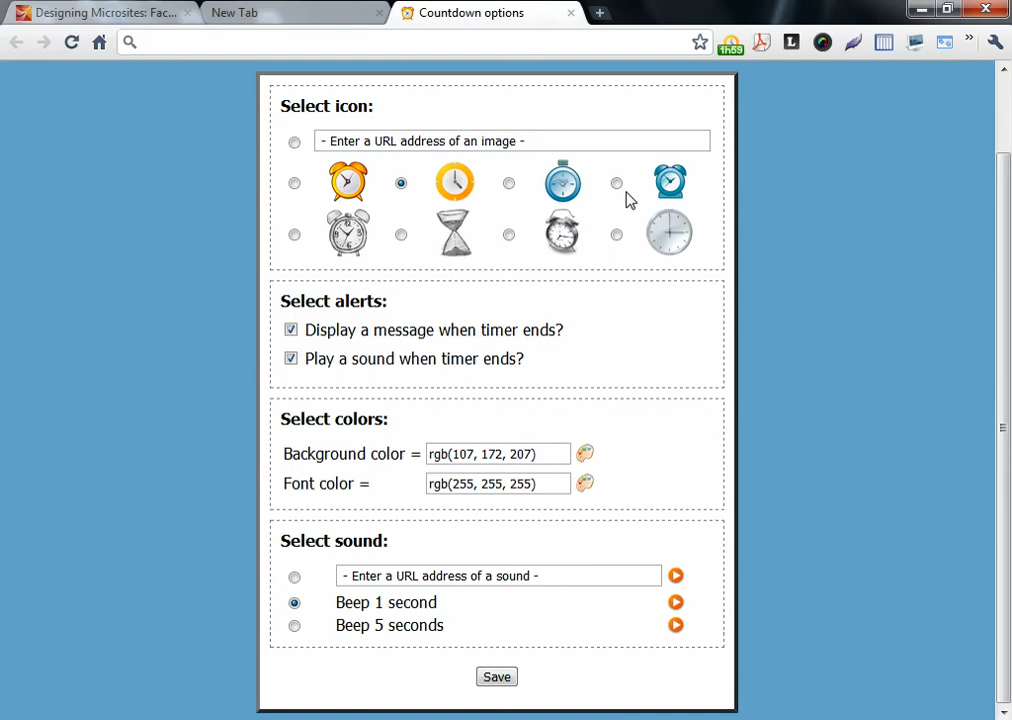 Designing Microsites: Fac...
New Tab
Countdown options
1h59
L
Select icon:
- Enter a URL address of an image -
Select alerts:
Display a message when timer ends?
Play a sound when timer ends?
Select colors:
Background color = rgb(107, 172, 207)
Font color = rgb(255, 255, 255)
Select sound:
- Enter a URL address of a sound -
Beep 1 second
Beep 5 seconds
Save